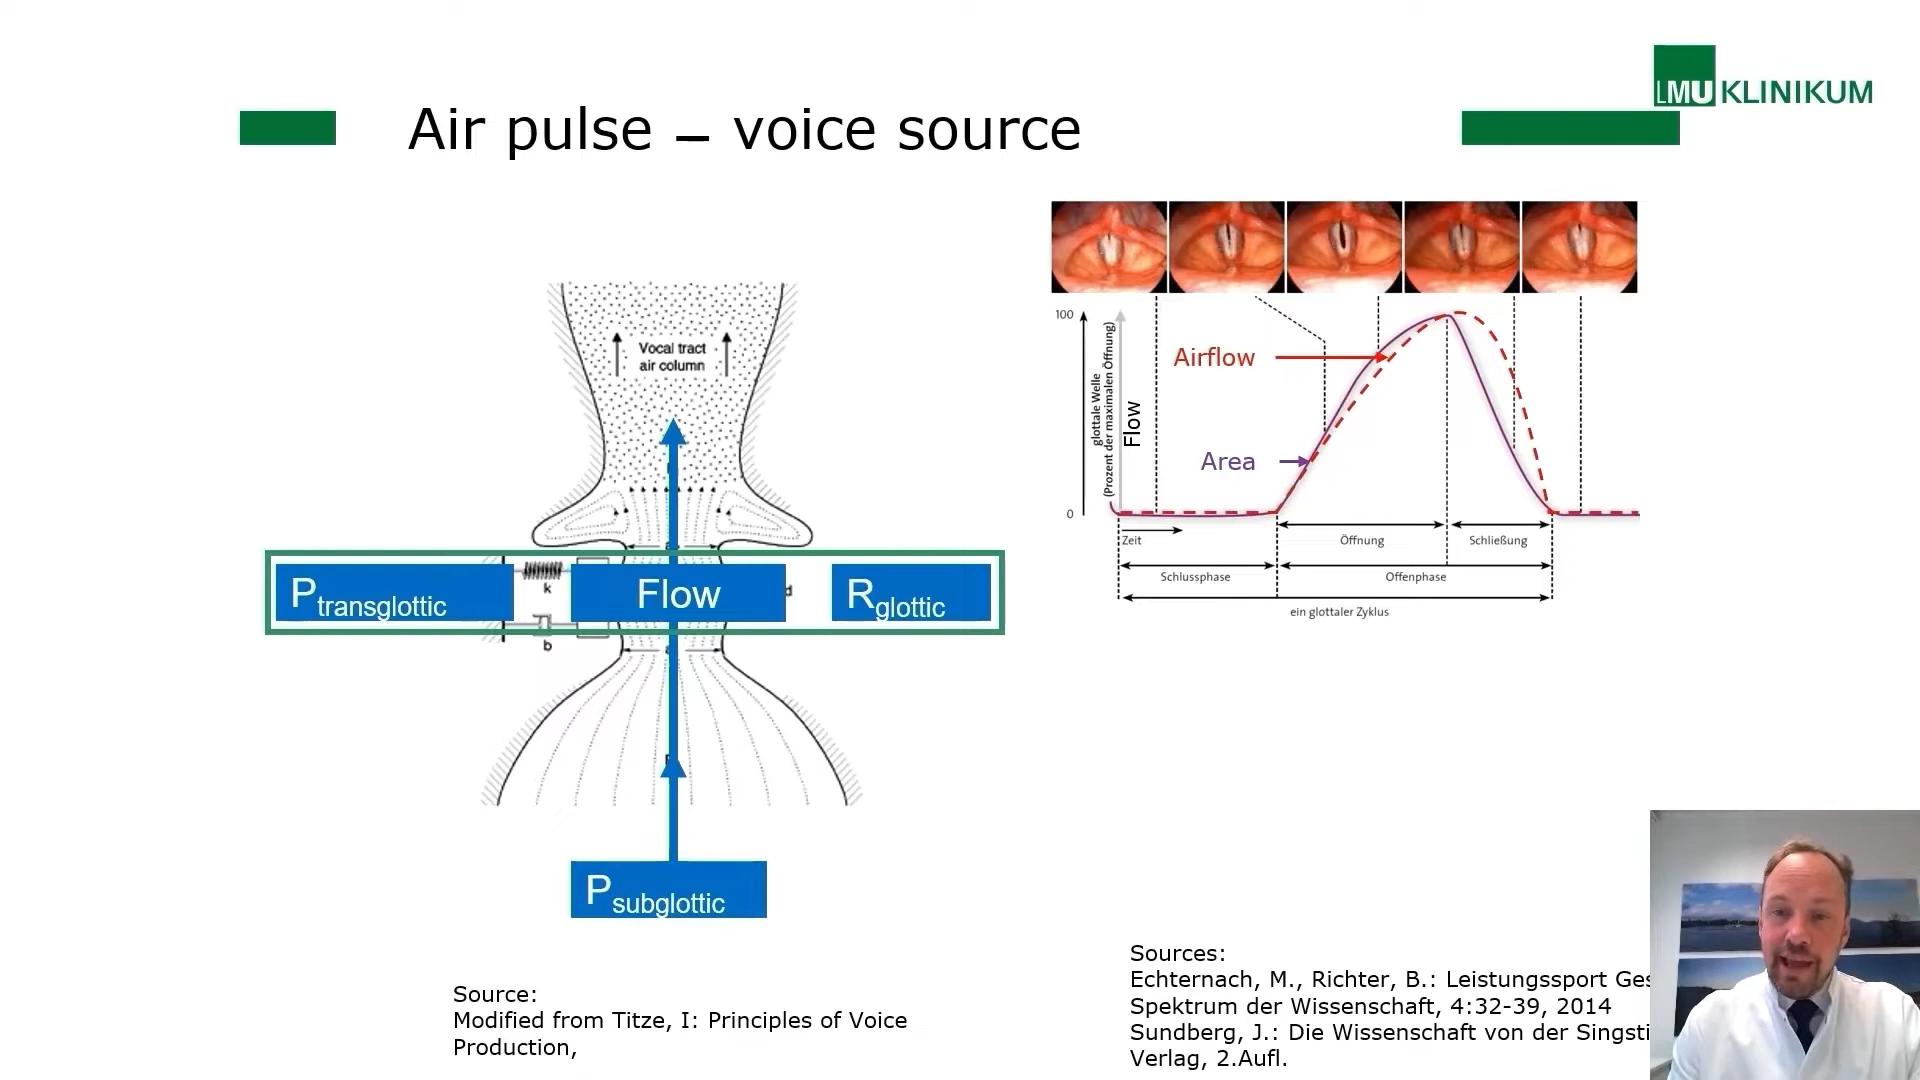 LMU KLINIKUM
Air pulse – voice source
Vocal tract
air column
k
b
d
Ptransglottic
Flow
Rglottic
Psubglottic
Source:
Modified from Titze, I: Principles of Voice
Production,
100
0
glottale Welle
(Prozent der maximalen Öffnung)
Flow
Airflow
Area
Zeit
Öffnung
Schließung
Schlussphase
Offenphase
ein glottaler Zyklus
Sources:
Echternach, M., Richter, B.: Leistungssport
Spektrum der Wissenschaft, 4:32-39, 2014
Sundberg, J.: Die Wissenschaft von der
Verlag, 2.Aufl.